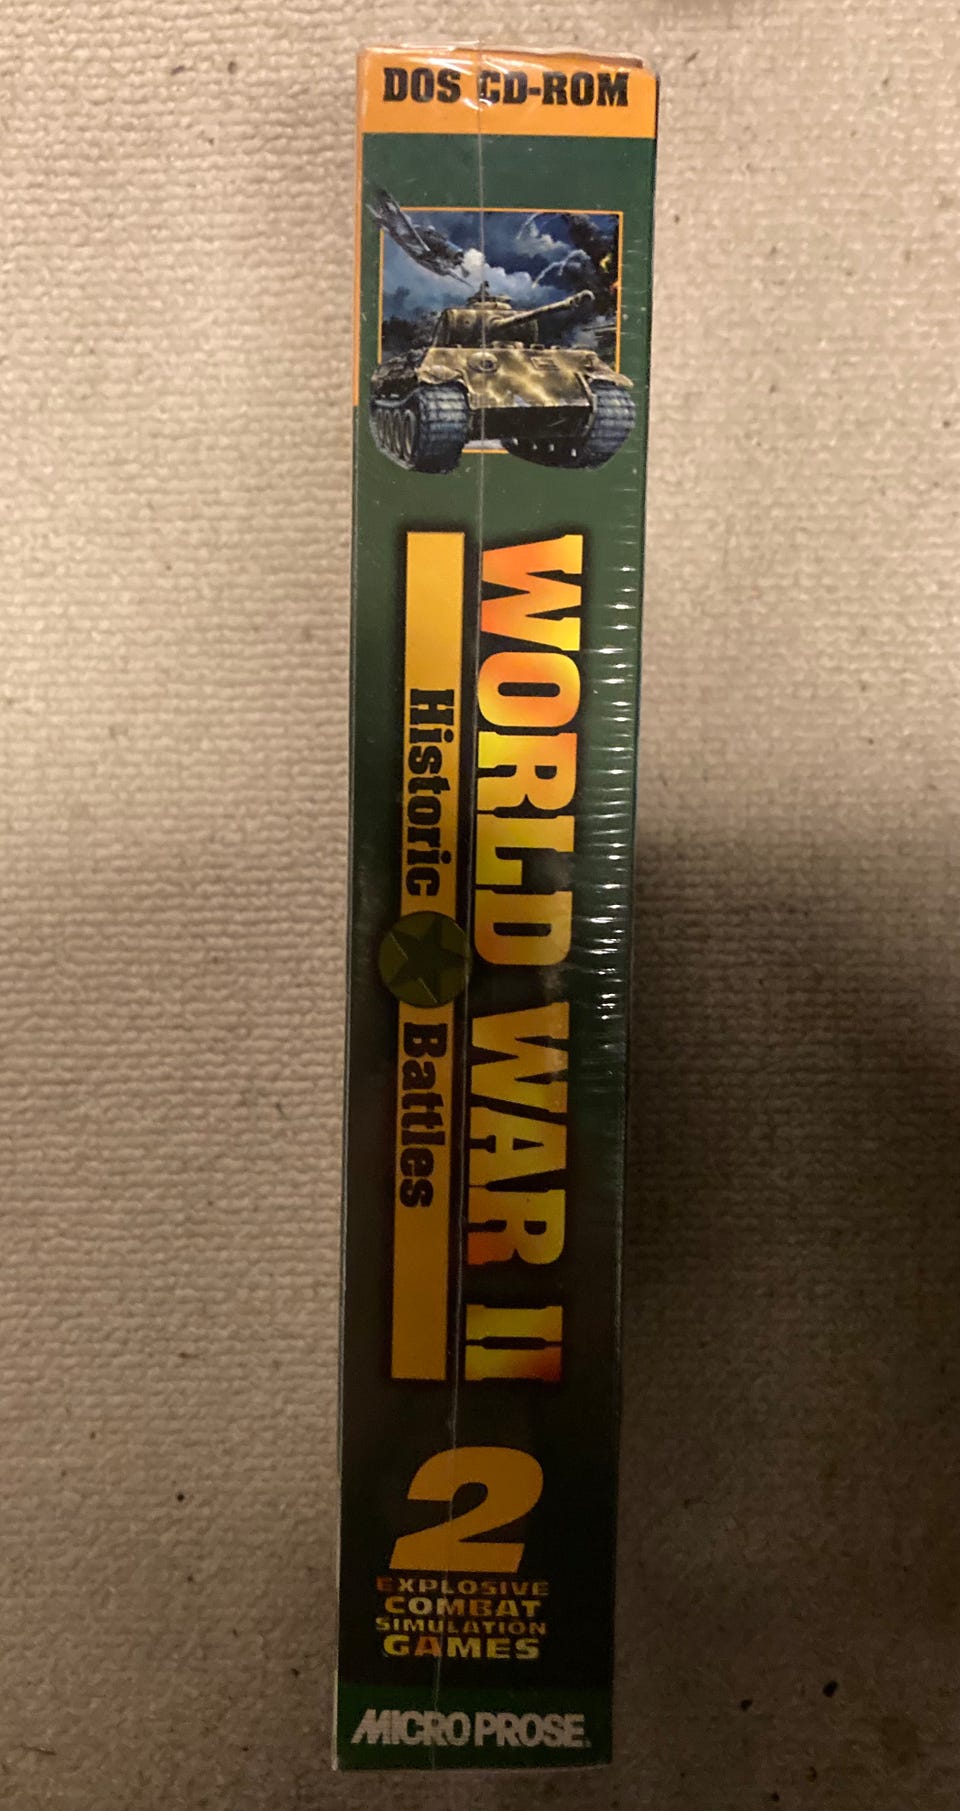 DOS CD-ROM
WORLD WAR II
Historic Battles
2
EXPLOSIVE
COMBAT
SIMULATION
GAMES
MICROPROSE